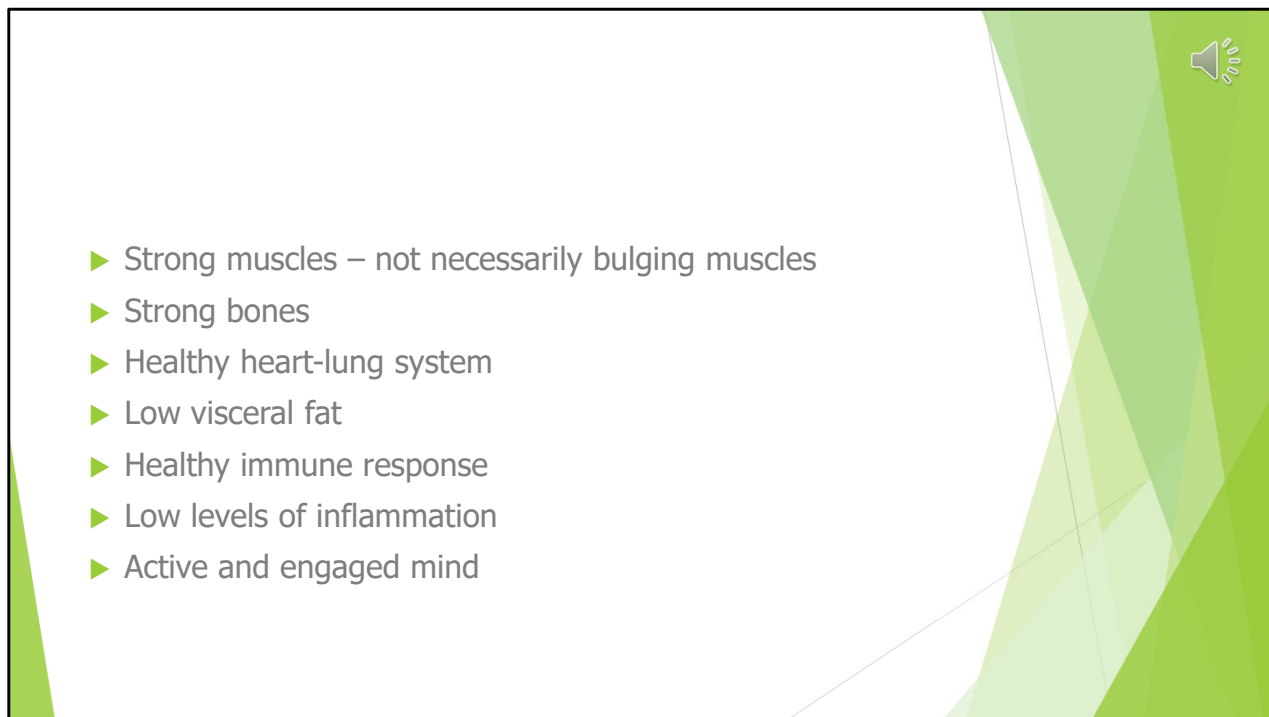 Strong muscles – not necessarily bulging muscles
Strong bones
Healthy heart-lung system
Low visceral fat
Healthy immune response
Low levels of inflammation
Active and engaged mind